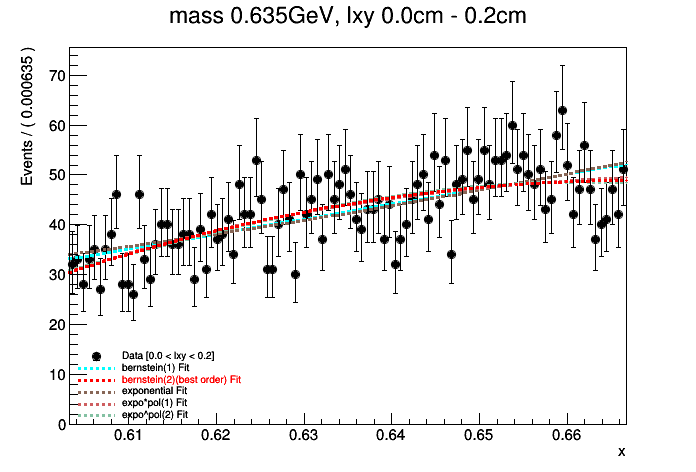 mass 0.635GeV, lxy 0.0cm - 0.2cm
Events / ( 0.000635 )
70
60
50
40
30
20
10
0
Data [0.0 < lxy < 0.2]
bernstein(1) Fit
bernstein(2)(best order) Fit
exponential Fit
expo*pol(1) Fit
expo^pol(2) Fit
0.61 0.62 0.63 0.64 0.65 0.66
x